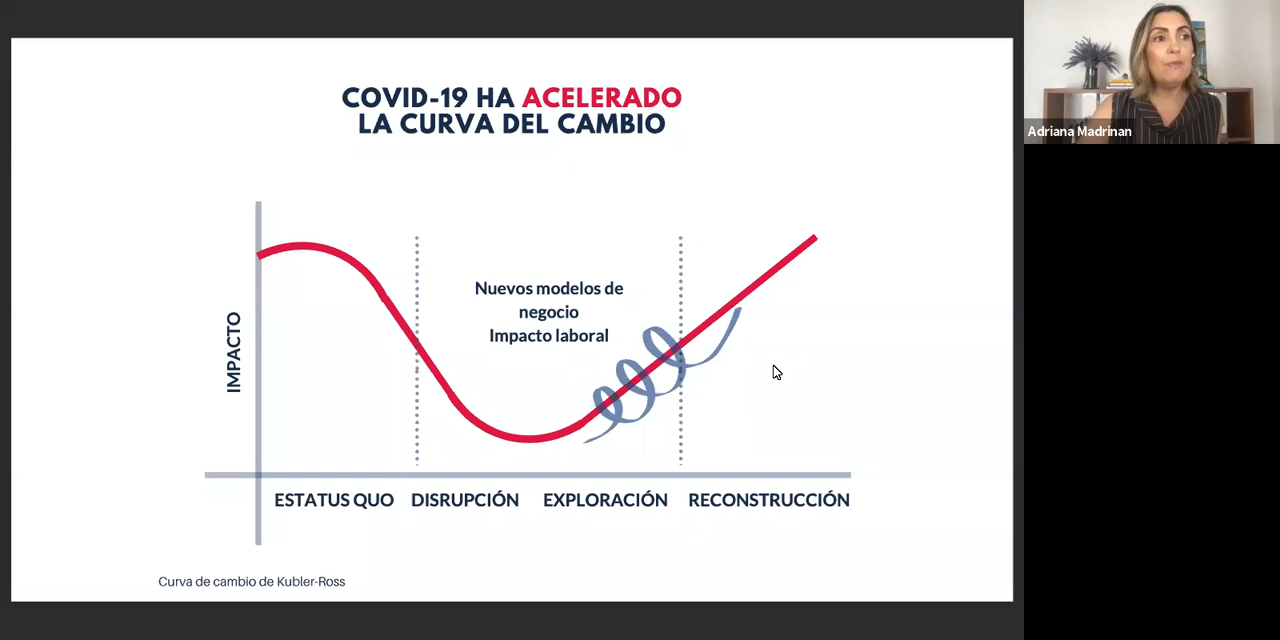 COVID-19 HA ACELERADO
LA CURVA DEL CAMBIO
Adriana Madrinan
Nuevos modelos de
negocio
Impacto laboral
IMPACTO
ESTATUS QUO DISRUPCIÓN EXPLORACIÓN RECONSTRUCCIÓN
Curva de cambio de Kubler-Ross